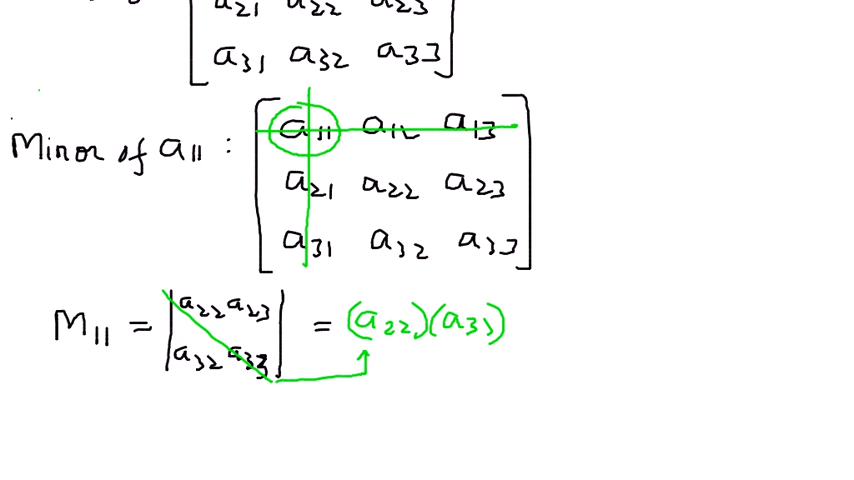 a21 a22 a23
a31 a32 a33
a11 a12 a13
Minor of a11 :
a21 a22 a23
a31 a32 a33
a22 a23
M11 = = (a22)(a33)
a32 a33